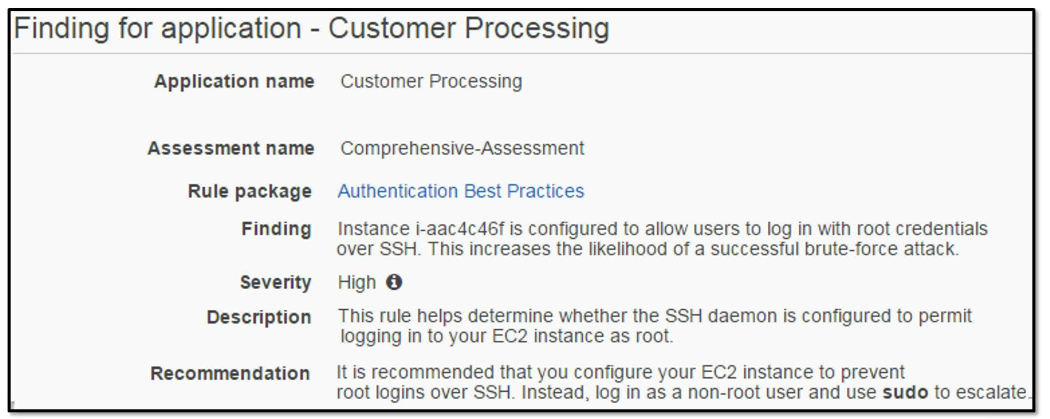 Finding for application - Customer Processing
Application name Customer Processing
Assessment name Comprehensive-Assessment
Rule package Authentication Best Practices
Finding Instance i-aac4c46f is configured to allow users to log in with root credentials
over SSH. This increases the likelihood of a successful brute-force attack.
Severity High
Description This rule helps determine whether the SSH daemon is configured to permit
logging in to your EC2 instance as root.
Recommendation It is recommended that you configure your EC2 instance to prevent
root logins over SSH. Instead, log in as a non-root user and use sudo to escalate.